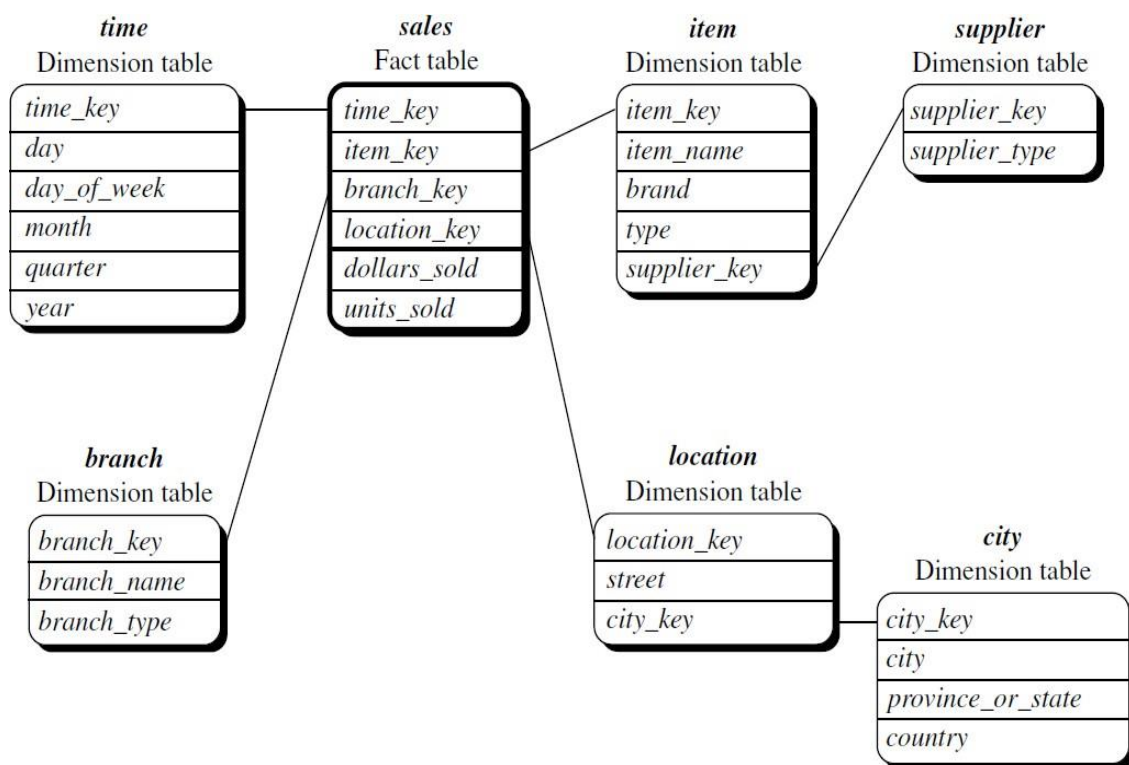 time
Dimension table
time_key
day
day_of_week
month
quarter
year
sales
Fact table
time_key
item_key
branch_key
location_key
dollars_sold
units_sold
item
Dimension table
item_key
item_name
brand
type
supplier_key
supplier
Dimension table
supplier_key
supplier_type
branch
Dimension table
branch_key
branch_name
branch_type
location
Dimension table
location_key
street
city_key
city
Dimension table
city_key
city
province_or_state
country